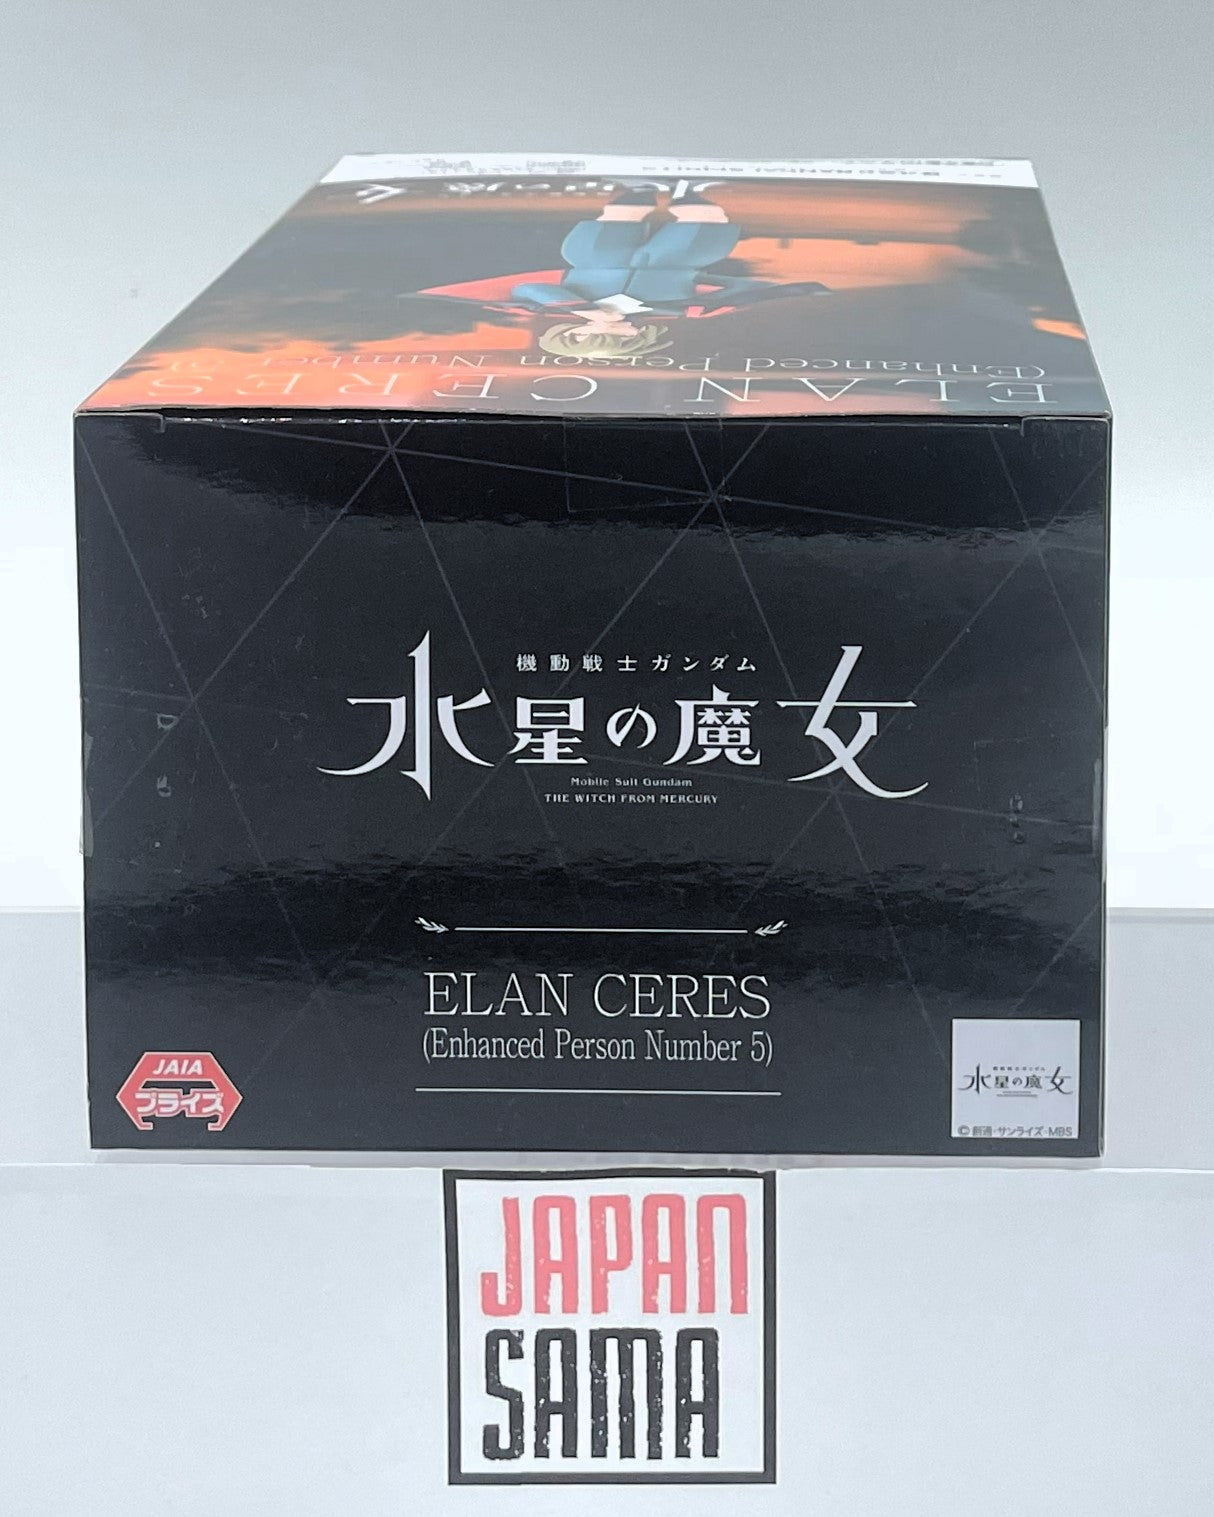 (Enhanced Person Number 5)
ELAN CERES
機動戦士ガンダム
水星の魔女
Mobile Suit Gundam
THE WITCH FROM MERCURY
ELAN CERES
(Enhanced Person Number 5)
JAIA
プライズ
水星の魔女
©創通・サンライズ・MBS
JAPAN
SAMA